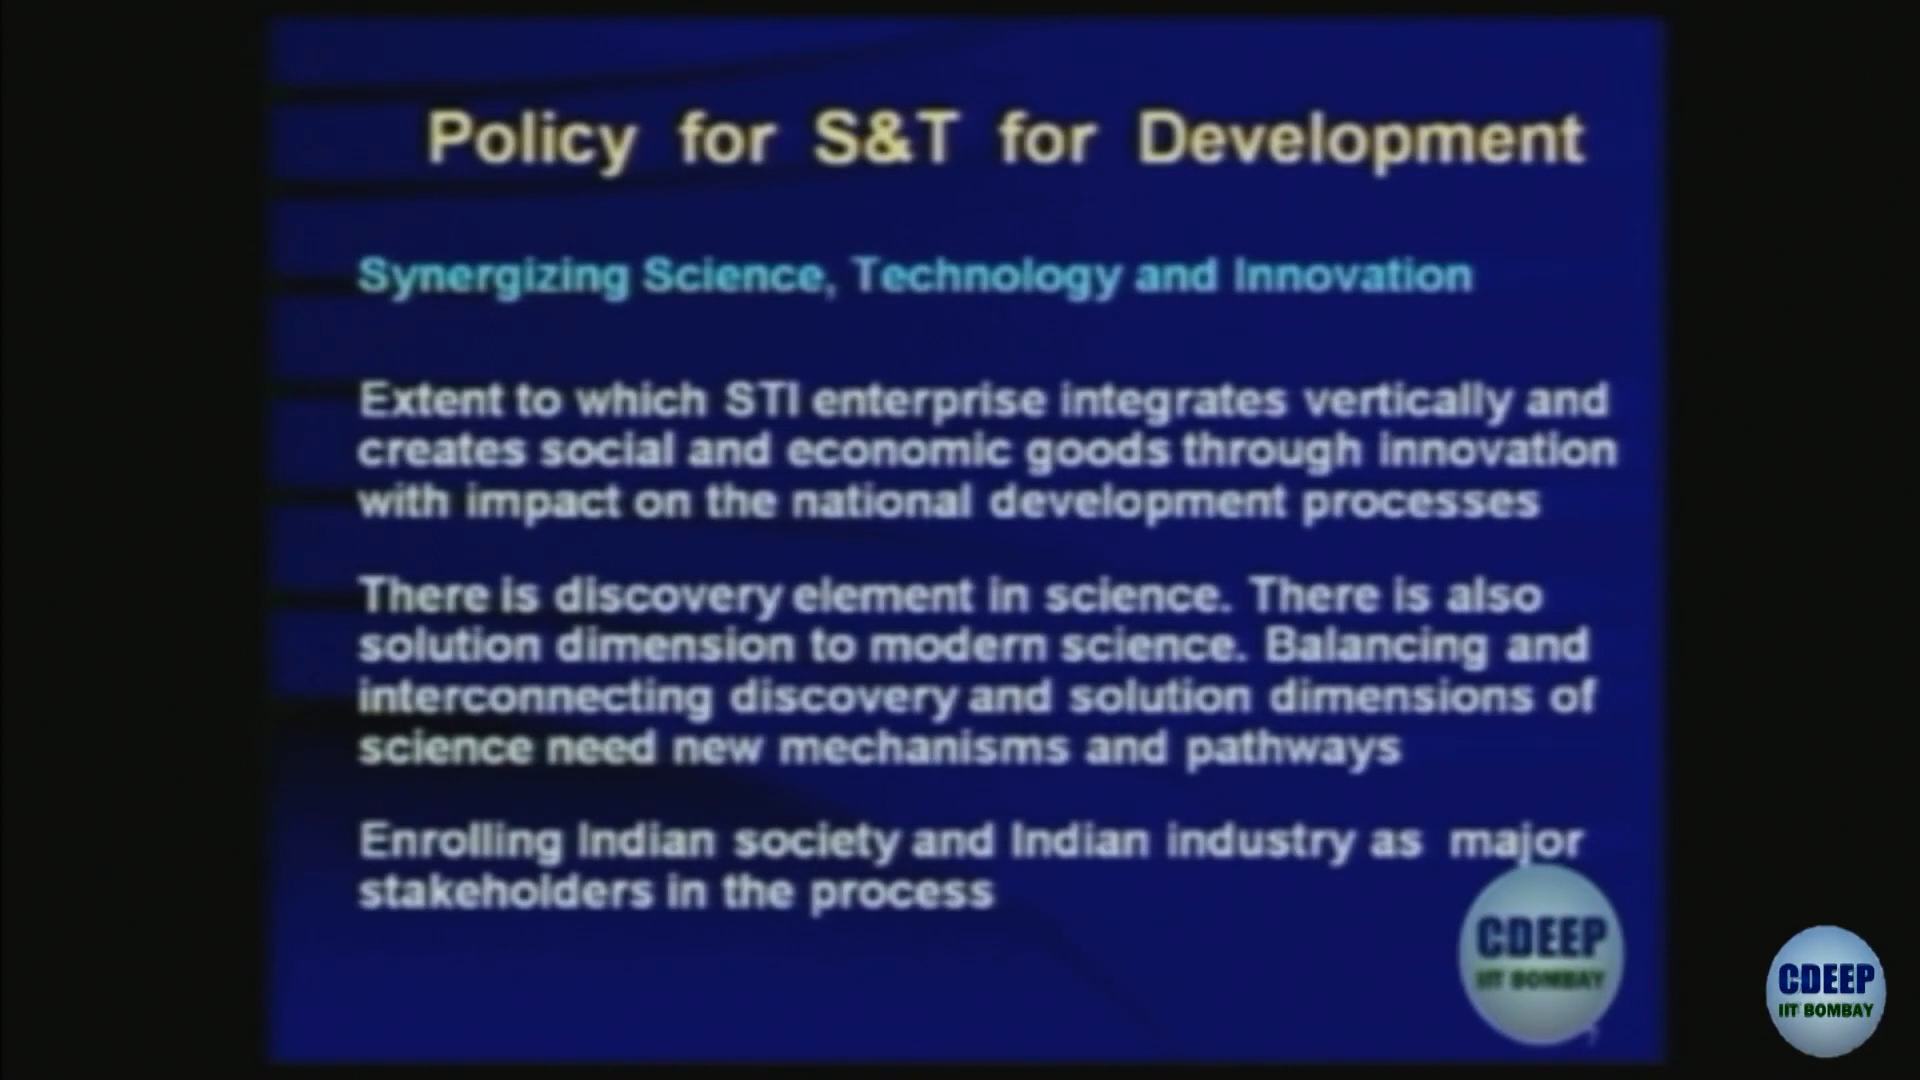 Policy for S&T for Development
Synergizing Science, Technology and Innovation
Extent to which STI enterprise integrates vertically and
creates social and economic goods through innovation
with impact on the national development processes
There is discovery element in science. There is also
solution dimension to modern science. Balancing and
interconnecting discovery and solution dimensions of
science need new mechanisms and pathways
Enrolling Indian society and Indian industry as major
stakeholders in the process
CDEEP
IIT BOMBAY
CDEEP
IIT BOMBAY